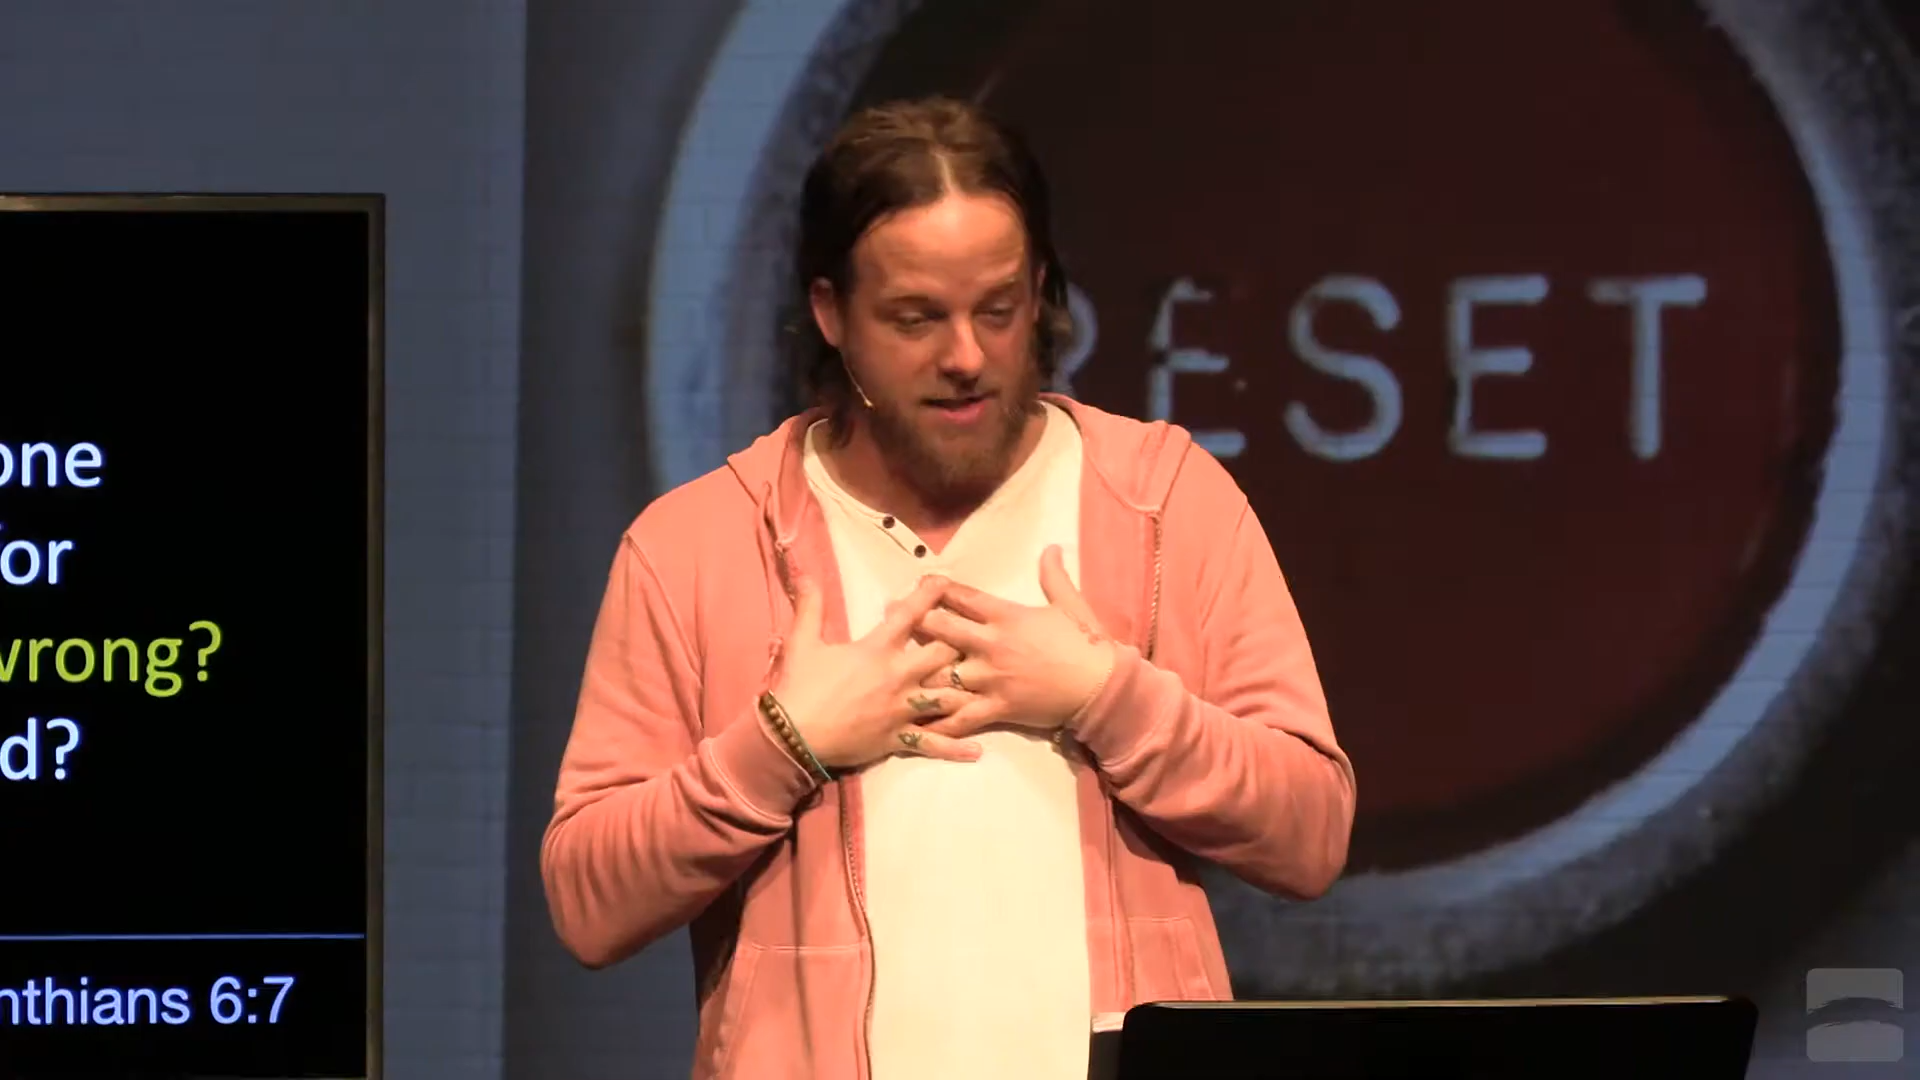 one
for
wrong?
d?
nthians 6:7
RESET